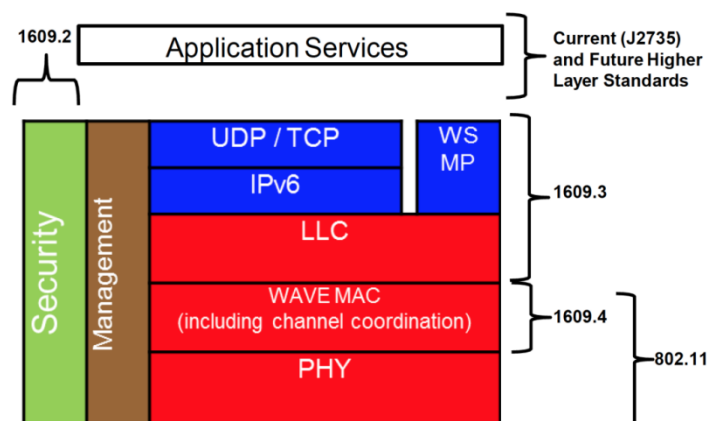 1609.2
Application Services
Current (J2735)
and Future Higher
Layer Standards
Security
Management
UDP / TCP
IPv6
WS
MP
LLC
WAVE MAC
(including channel coordination)
PHY
1609.3
1609.4
802.11